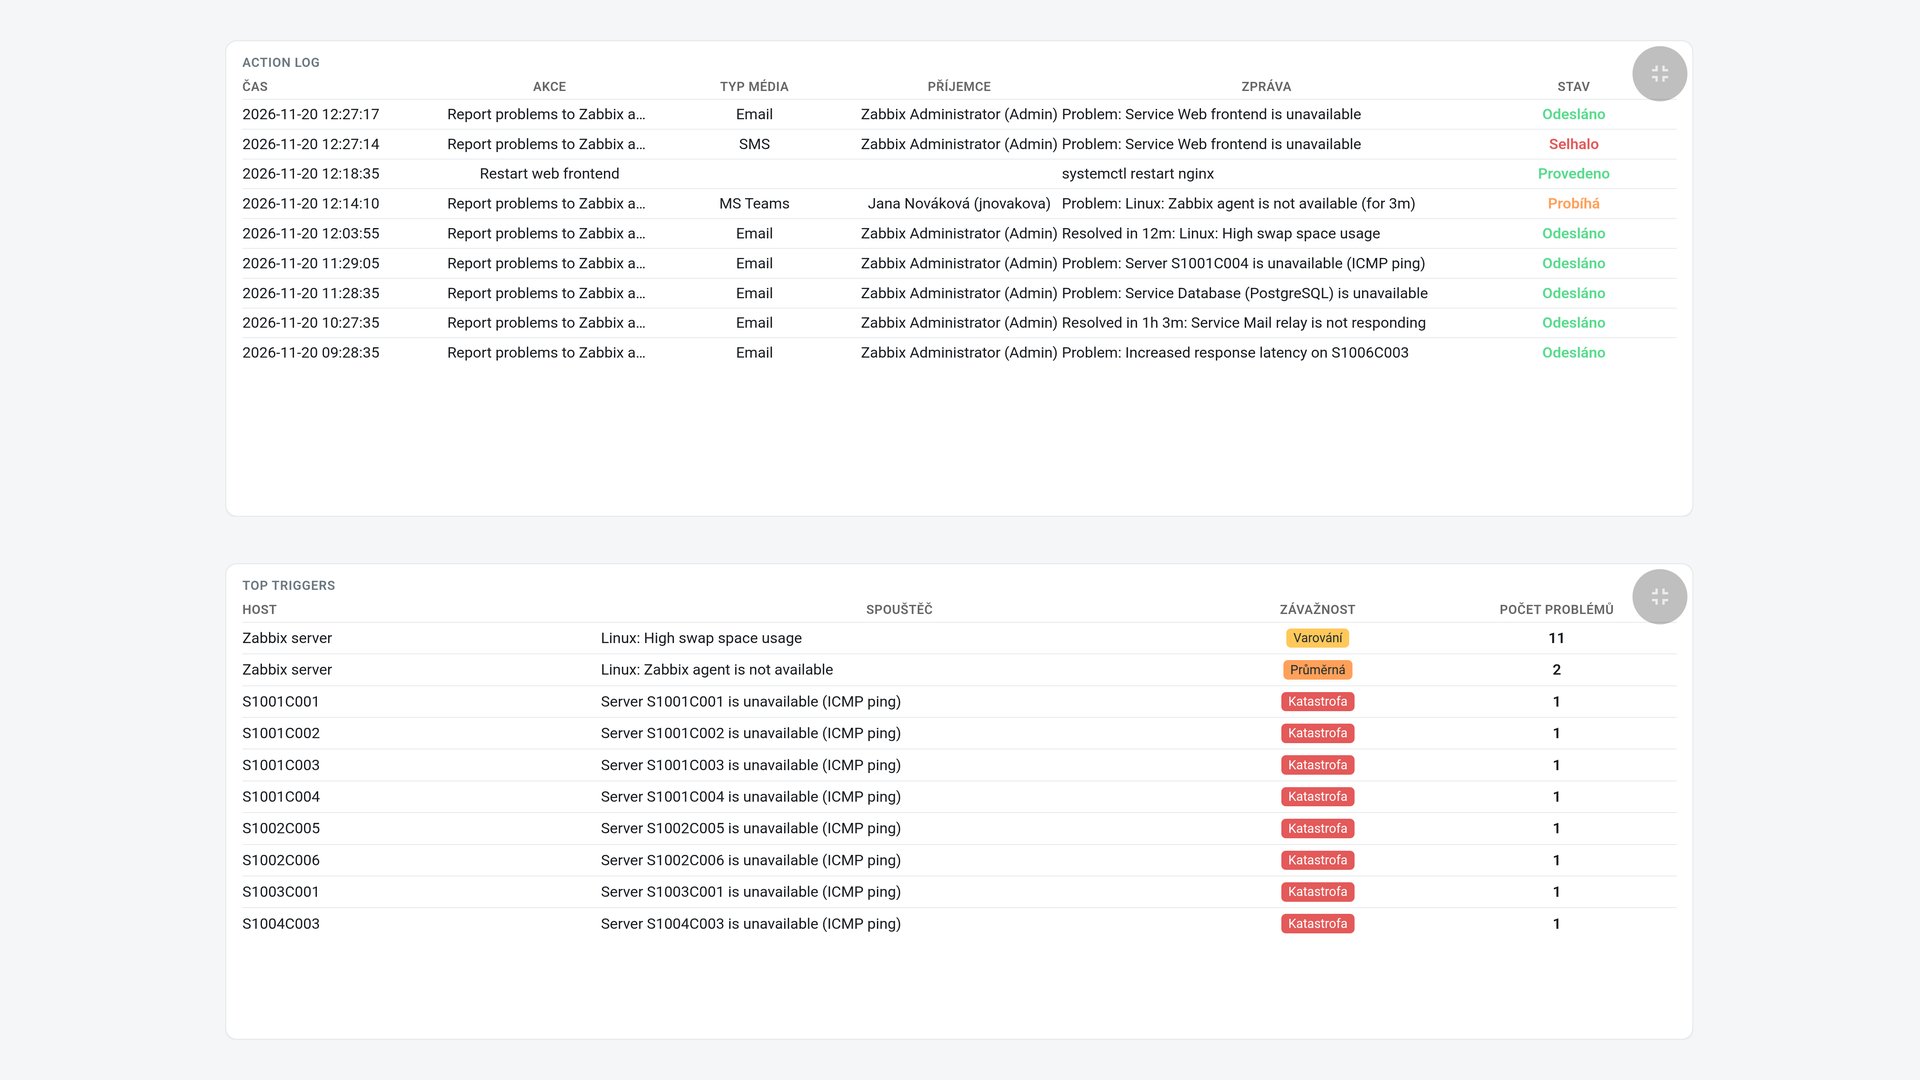 ACTION LOG
ČAS AKCE TYP MÉDIA PŘÍJEMCE ZPRÁVA STAV
2026-11-20 12:27:17 Report problems to Zabbix a... Email Zabbix Administrator (Admin) Problem: Service Web frontend is unavailable Odesláno
2026-11-20 12:27:14 Report problems to Zabbix a... SMS Zabbix Administrator (Admin) Problem: Service Web frontend is unavailable Selhalo
2026-11-20 12:18:35 Restart web frontend systemctl restart nginx Provedeno
2026-11-20 12:14:10 Report problems to Zabbix a... MS Teams Jana Nováková (jnovakova) Problem: Linux: Zabbix agent is not available (for 3m) Probíhá
2026-11-20 12:03:55 Report problems to Zabbix a... Email Zabbix Administrator (Admin) Resolved in 12m: Linux: High swap space usage Odesláno
2026-11-20 11:29:05 Report problems to Zabbix a... Email Zabbix Administrator (Admin) Problem: Server S1001C004 is unavailable (ICMP ping) Odesláno
2026-11-20 11:28:35 Report problems to Zabbix a... Email Zabbix Administrator (Admin) Problem: Service Database (PostgreSQL) is unavailable Odesláno
2026-11-20 10:27:35 Report problems to Zabbix a... Email Zabbix Administrator (Admin) Resolved in 1h 3m: Service Mail relay is not responding Odesláno
2026-11-20 09:28:35 Report problems to Zabbix a... Email Zabbix Administrator (Admin) Problem: Increased response latency on S1006C003 Odesláno
TOP TRIGGERS
HOST SPOUŠTĚČ ZÁVAŽNOST POČET PROBLÉMŮ
Zabbix server Linux: High swap space usage Varování 11
Zabbix server Linux: Zabbix agent is not available Průměrná 2
S1001C001 Server S1001C001 is unavailable (ICMP ping) Katastrofa 1
S1001C002 Server S1001C002 is unavailable (ICMP ping) Katastrofa 1
S1001C003 Server S1001C003 is unavailable (ICMP ping) Katastrofa 1
S1001C004 Server S1001C004 is unavailable (ICMP ping) Katastrofa 1
S1002C005 Server S1002C005 is unavailable (ICMP ping) Katastrofa 1
S1002C006 Server S1002C006 is unavailable (ICMP ping) Katastrofa 1
S1003C001 Server S1003C001 is unavailable (ICMP ping) Katastrofa 1
S1004C003 Server S1004C003 is unavailable (ICMP ping) Katastrofa 1